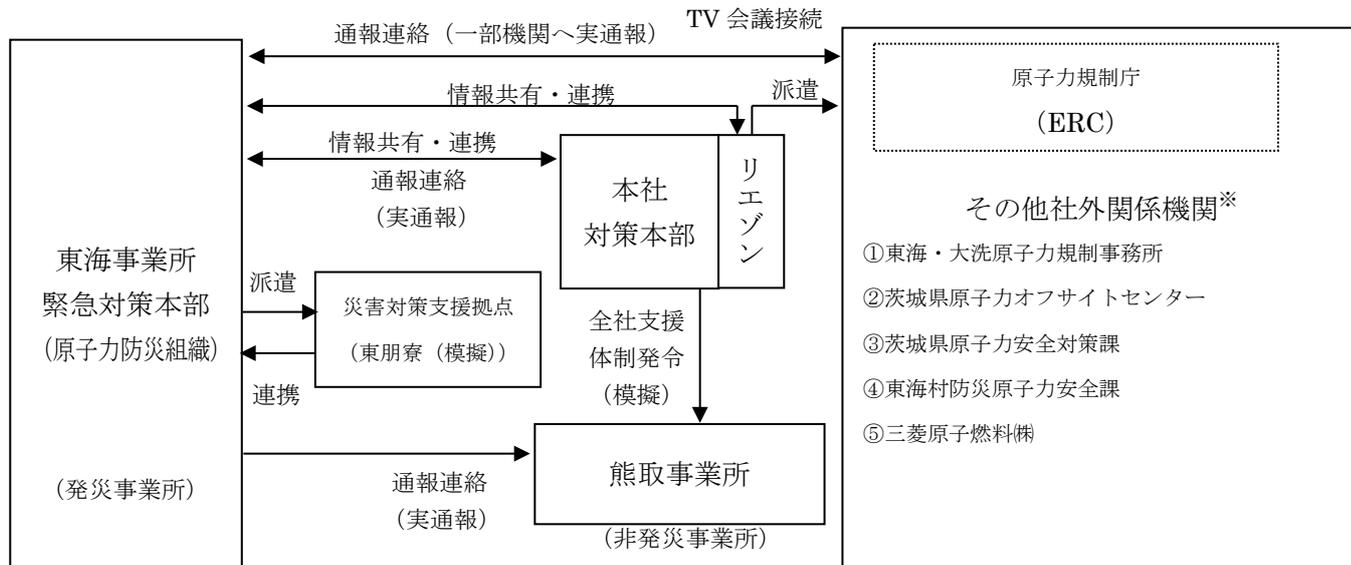 TV 会議接続
通報連絡（一部機関へ実通報）
情報共有・連携
派遣
情報共有・連携
通報連絡
（実通報）
本社
対策本部
リエゾン
原子力規制庁
（ERC）
その他社外関係機関※
①東海・大洗原子力規制事務所
②茨城県原子力オフサイトセンター
③茨城県原子力安全対策課
④東海村防災原子力安全課
⑤三菱原子燃料㈱
東海事業所
緊急対策本部
（原子力防災組織）
（発災事業所）
派遣
災害対策支援拠点
（東朋寮（模擬））
連携
全社支援
体制発令
（模擬）
通報連絡
（実通報）
熊取事業所
（非発災事業所）